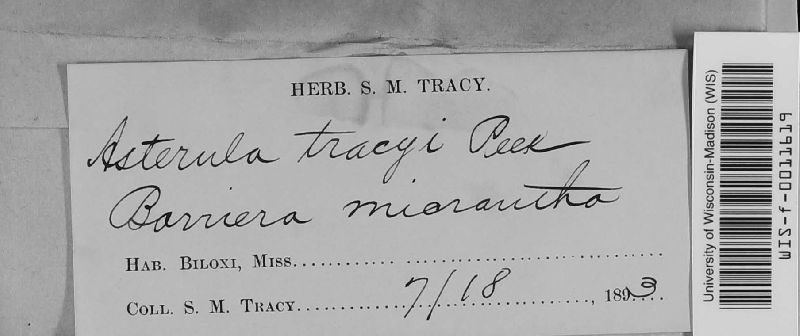 HERB. S. M. TRACY.
Asterula tracyi Peck
Borriera micrantha
HAB. BILOXI, MISS.
COLL. S. M. TRACY. 7/18, 1893
University of Wisconsin-Madison (WIS)
WIS-f-0011619